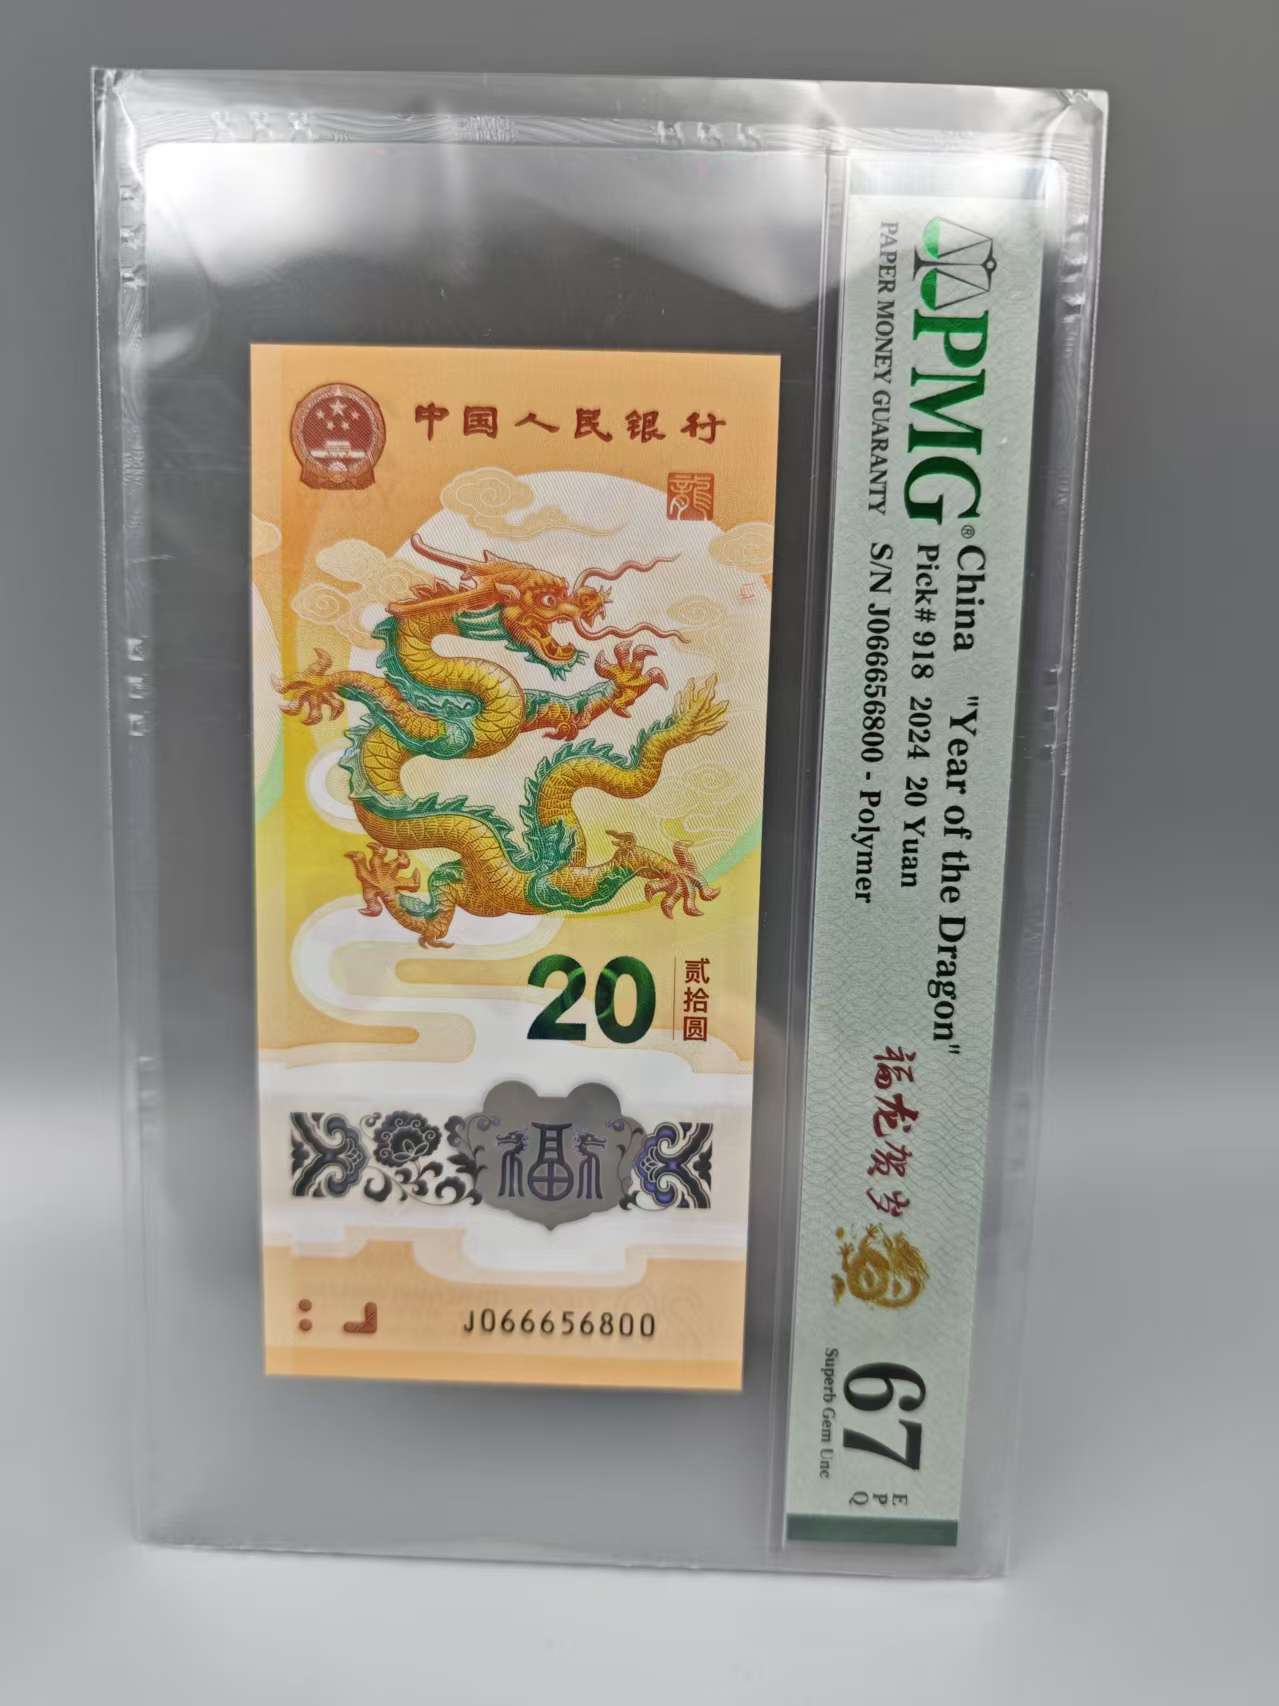 中国人民银行
龍
20
贰拾圆
福
J066656800
PMG®
PAPER MONEY GUARANTY
China "Year of the Dragon"
Pick# 918 2024 20 Yuan
S/N J066656800 - Polymer
福龙贺岁
67
EPQ
Superb Gem Unc